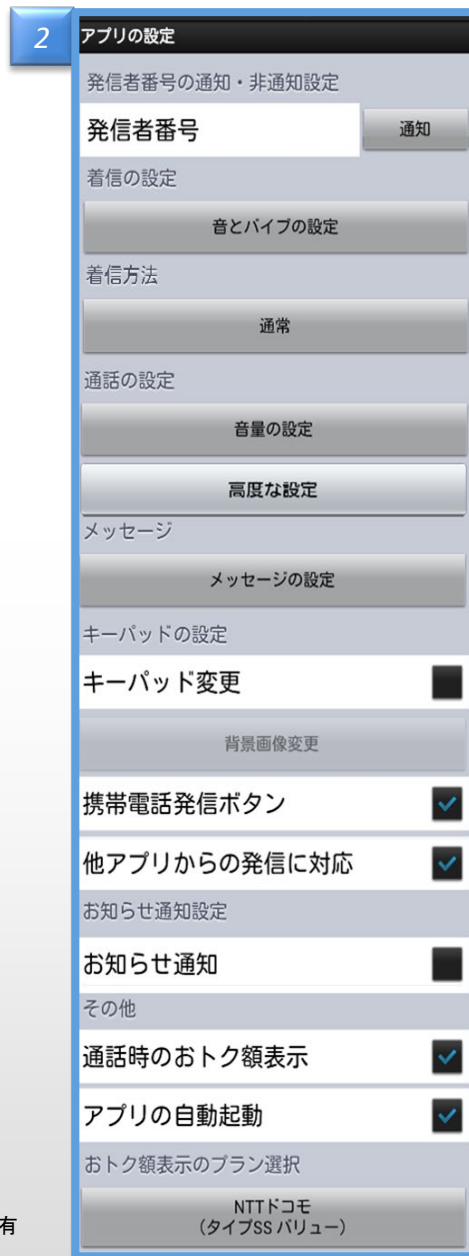 2
アプリの設定
発信者番号の通知・非通知設定
発信者番号
通知
着信の設定
音とバイブの設定
着信方法
通常
通話の設定
音量の設定
高度な設定
メッセージ
メッセージの設定
キーパッドの設定
キーパッド変更
背景画像変更
携帯電話発信ボタン
他アプリからの発信に対応
お知らせ通知設定
お知らせ通知
その他
通話時のおトク額表示
アプリの自動起動
おトク額表示のプラン選択
NTTドコモ
（タイプSS バリュー）
有